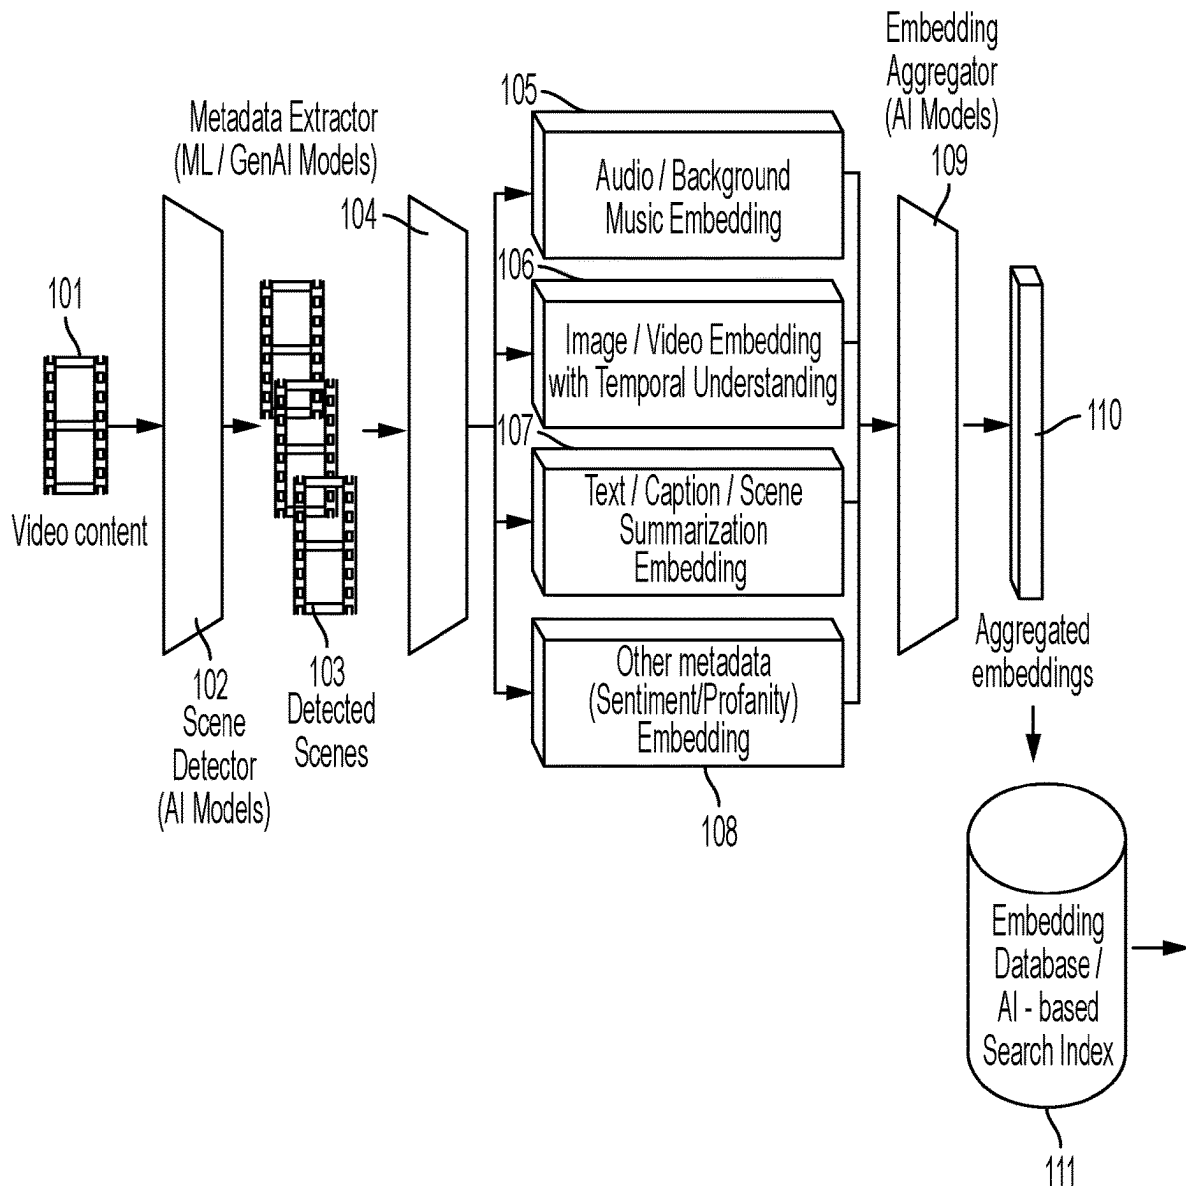 101
Video content
102
Scene
Detector
(AI Models)
103
Detected
Scenes
Metadata Extractor
(ML / GenAI Models)
104
105
Audio / Background
Music Embedding
106
Image / Video Embedding
with Temporal Understanding
107
Text / Caption / Scene
Summarization
Embedding
Other metadata
(Sentiment/Profanity)
Embedding
108
Embedding
Aggregator
(AI Models)
109
110
Aggregated
embeddings
Embedding
Database /
AI - based
Search Index
111